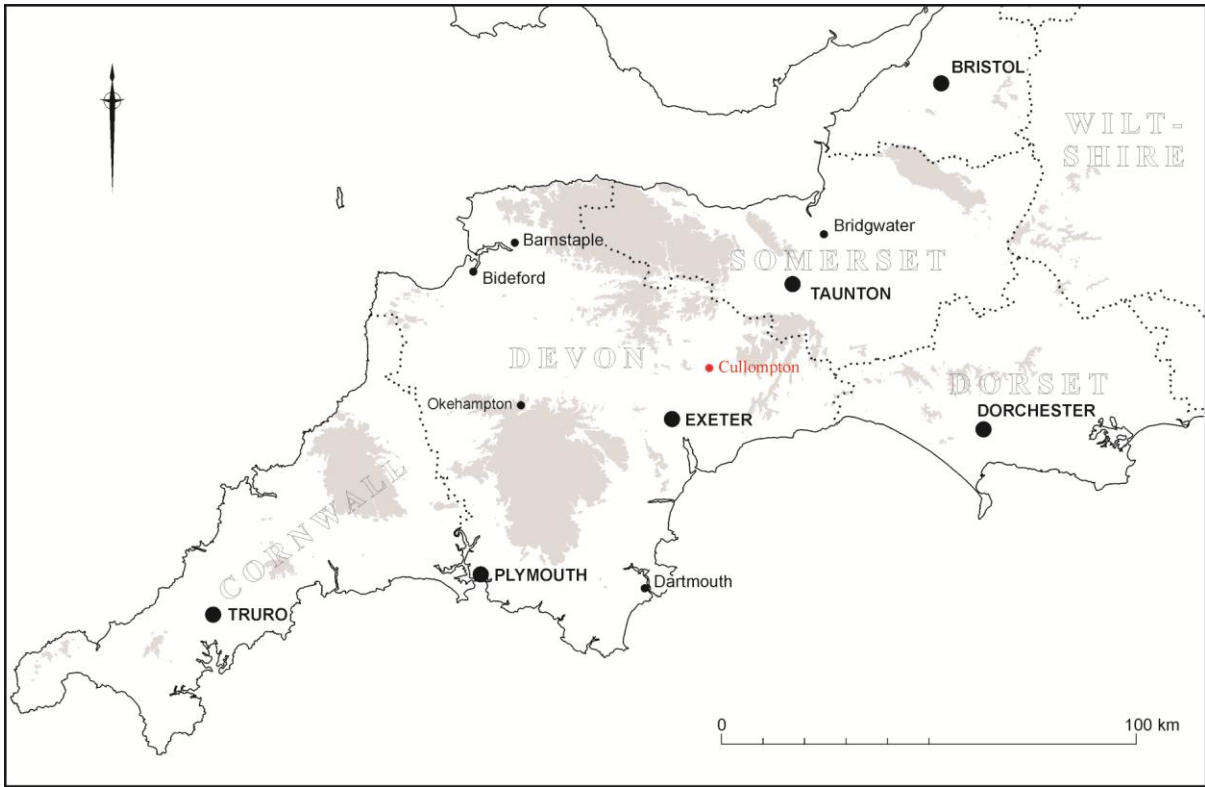 BRISTOL
WILT-
SHIRE
Bridgwater
Barnstaple
SOMERSET
Bideford
TAUNTON
DEVON
Cullompton
DORSET
Okehampton
DORCHESTER
EXETER
CORNWALL
PLYMOUTH
Dartmouth
TRURO
0 100 km